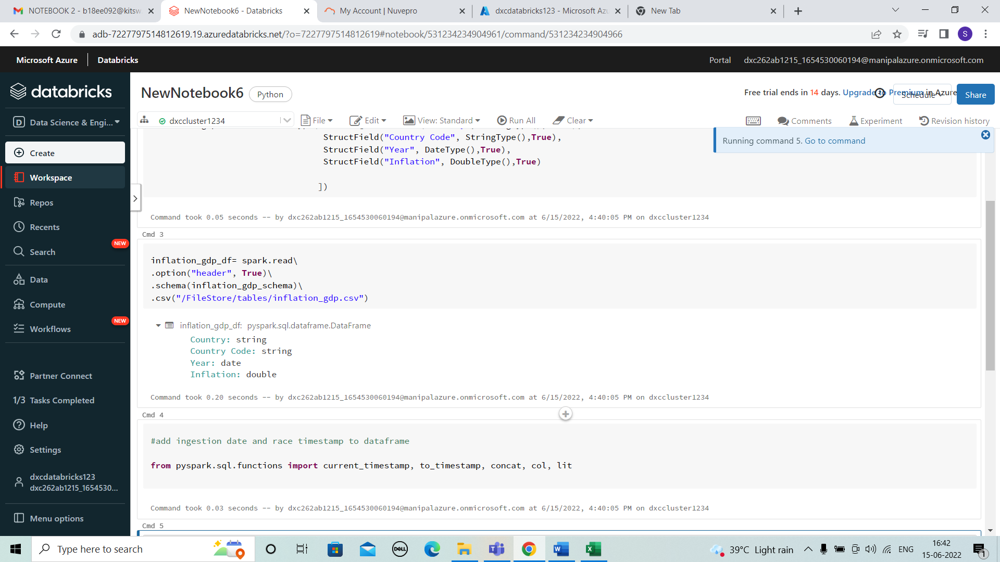 NOTEBOOK 2 - b18ee092@kitsw.
NewNotebook6 - Databricks
My Account | Nuvepro
dxcdatabricks123 - Microsoft Azu
New Tab
adb-7227797514812619.19.azuredatabricks.net/?o=7227797514812619#notebook/531234234904961/command/531234234904966
S
Microsoft Azure
Databricks
Portal
dxc262ab1215_1654530060194@manipalazure.onmicrosoft.com
databricks
D Data Science & Engi...
Create
Workspace
Repos
Recents
NEW
Search
Data
Compute
NEW
Workflows
Partner Connect
1/3 Tasks Completed
Help
Settings
dxcdatabricks123
dxc262ab1215_1654530...
Menu options
NewNotebook6
Python
Free trial ends in 14 days. Upgrade to Premium in Azure
Schedule
Share
dxccluster1234
File
Edit
View: Standard
Run All
Clear
Comments
Experiment
Revision history
Running command 5. Go to command
StructField("Country Code", StringType(),True),
StructField("Year", DateType(),True),
StructField("Inflation", DoubleType(),True)
])
Command took 0.05 seconds -- by dxc262ab1215_1654530060194@manipalazure.onmicrosoft.com at 6/15/2022, 4:40:05 PM on dxccluster1234
Cmd 3
inflation_gdp_df= spark.read\
.option("header", True)\
.schema(inflation_gdp_schema)\
.csv("/FileStore/tables/inflation_gdp.csv")
inflation_gdp_df: pyspark.sql.dataframe.DataFrame
Country: string
Country Code: string
Year: date
Inflation: double
Command took 0.20 seconds -- by dxc262ab1215_1654530060194@manipalazure.onmicrosoft.com at 6/15/2022, 4:40:05 PM on dxccluster1234
Cmd 4
#add ingestion date and race timestamp to dataframe
from pyspark.sql.functions import current_timestamp, to_timestamp, concat, col, lit
Command took 0.03 seconds -- by dxc262ab1215_1654530060194@manipalazure.onmicrosoft.com at 6/15/2022, 4:40:05 PM on dxccluster1234
Cmd 5
Type here to search
DELL
39°C Light rain
ENG
16:42
15-06-2022
1